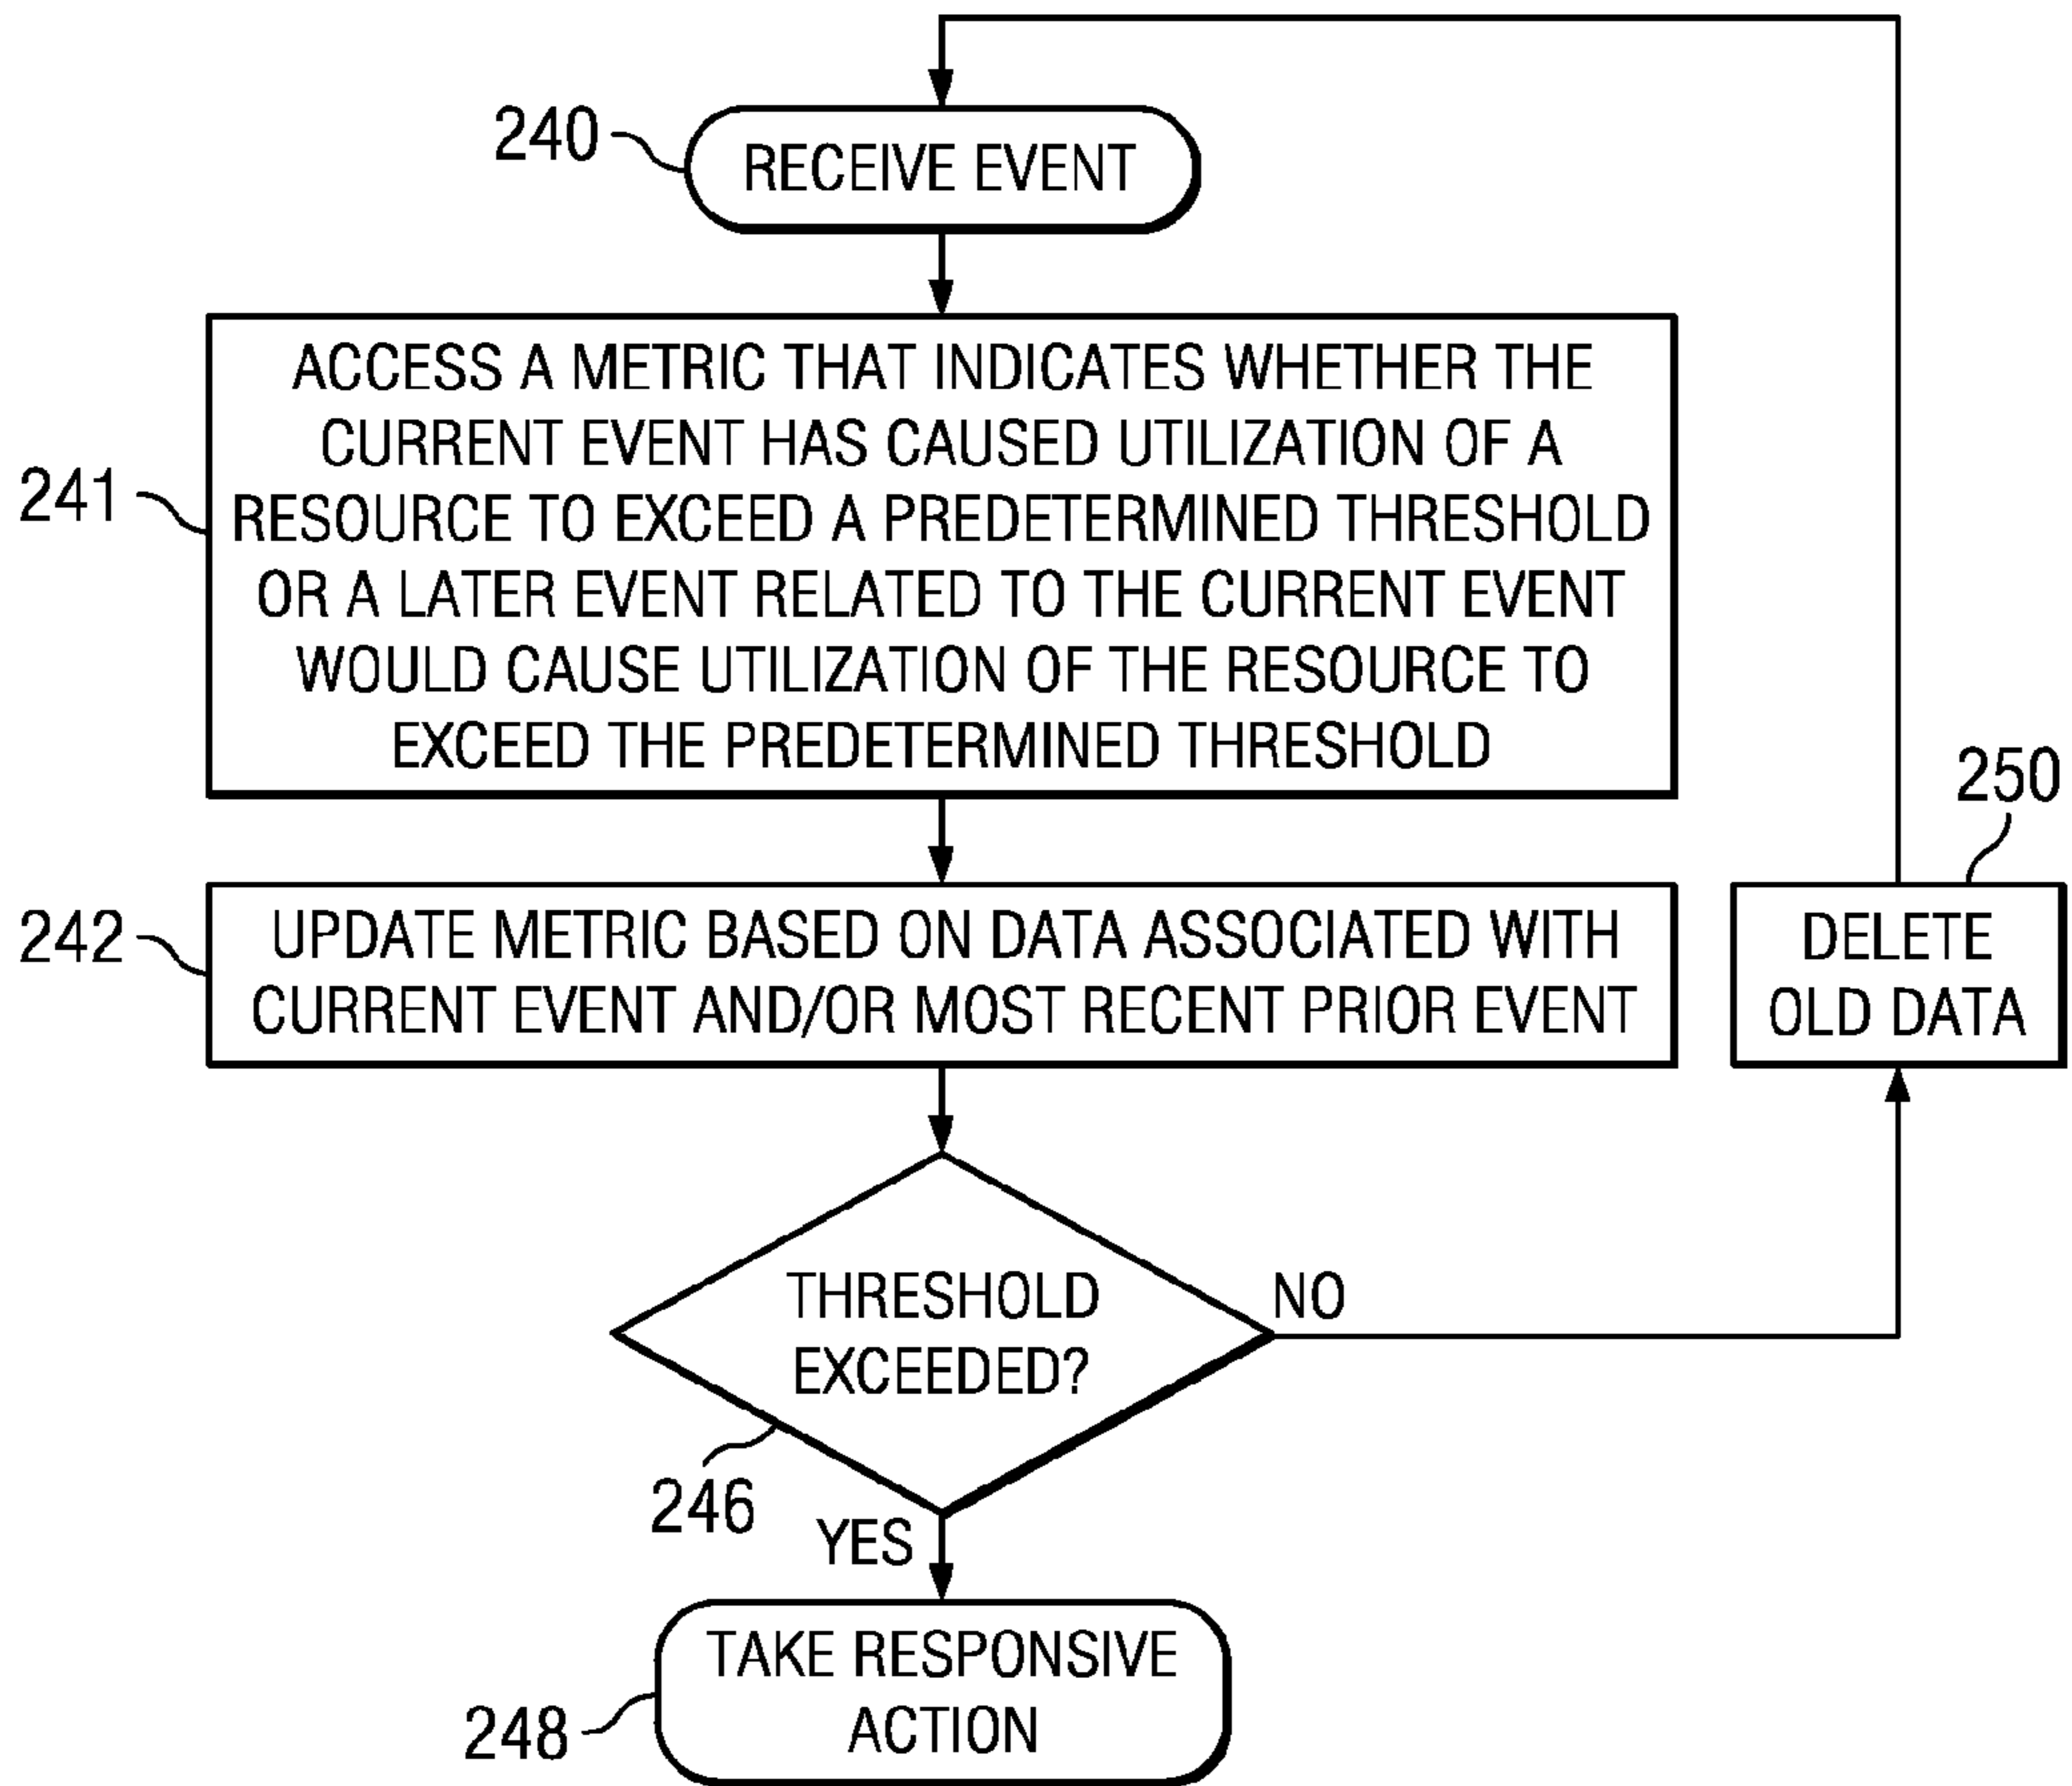 240
RECEIVE EVENT
241
ACCESS A METRIC THAT INDICATES WHETHER THE
CURRENT EVENT HAS CAUSED UTILIZATION OF A
RESOURCE TO EXCEED A PREDETERMINED THRESHOLD
OR A LATER EVENT RELATED TO THE CURRENT EVENT
WOULD CAUSE UTILIZATION OF THE RESOURCE TO
EXCEED THE PREDETERMINED THRESHOLD
242
UPDATE METRIC BASED ON DATA ASSOCIATED WITH
CURRENT EVENT AND/OR MOST RECENT PRIOR EVENT
250
DELETE
OLD DATA
THRESHOLD
EXCEEDED?
NO
246
YES
TAKE RESPONSIVE
ACTION
248